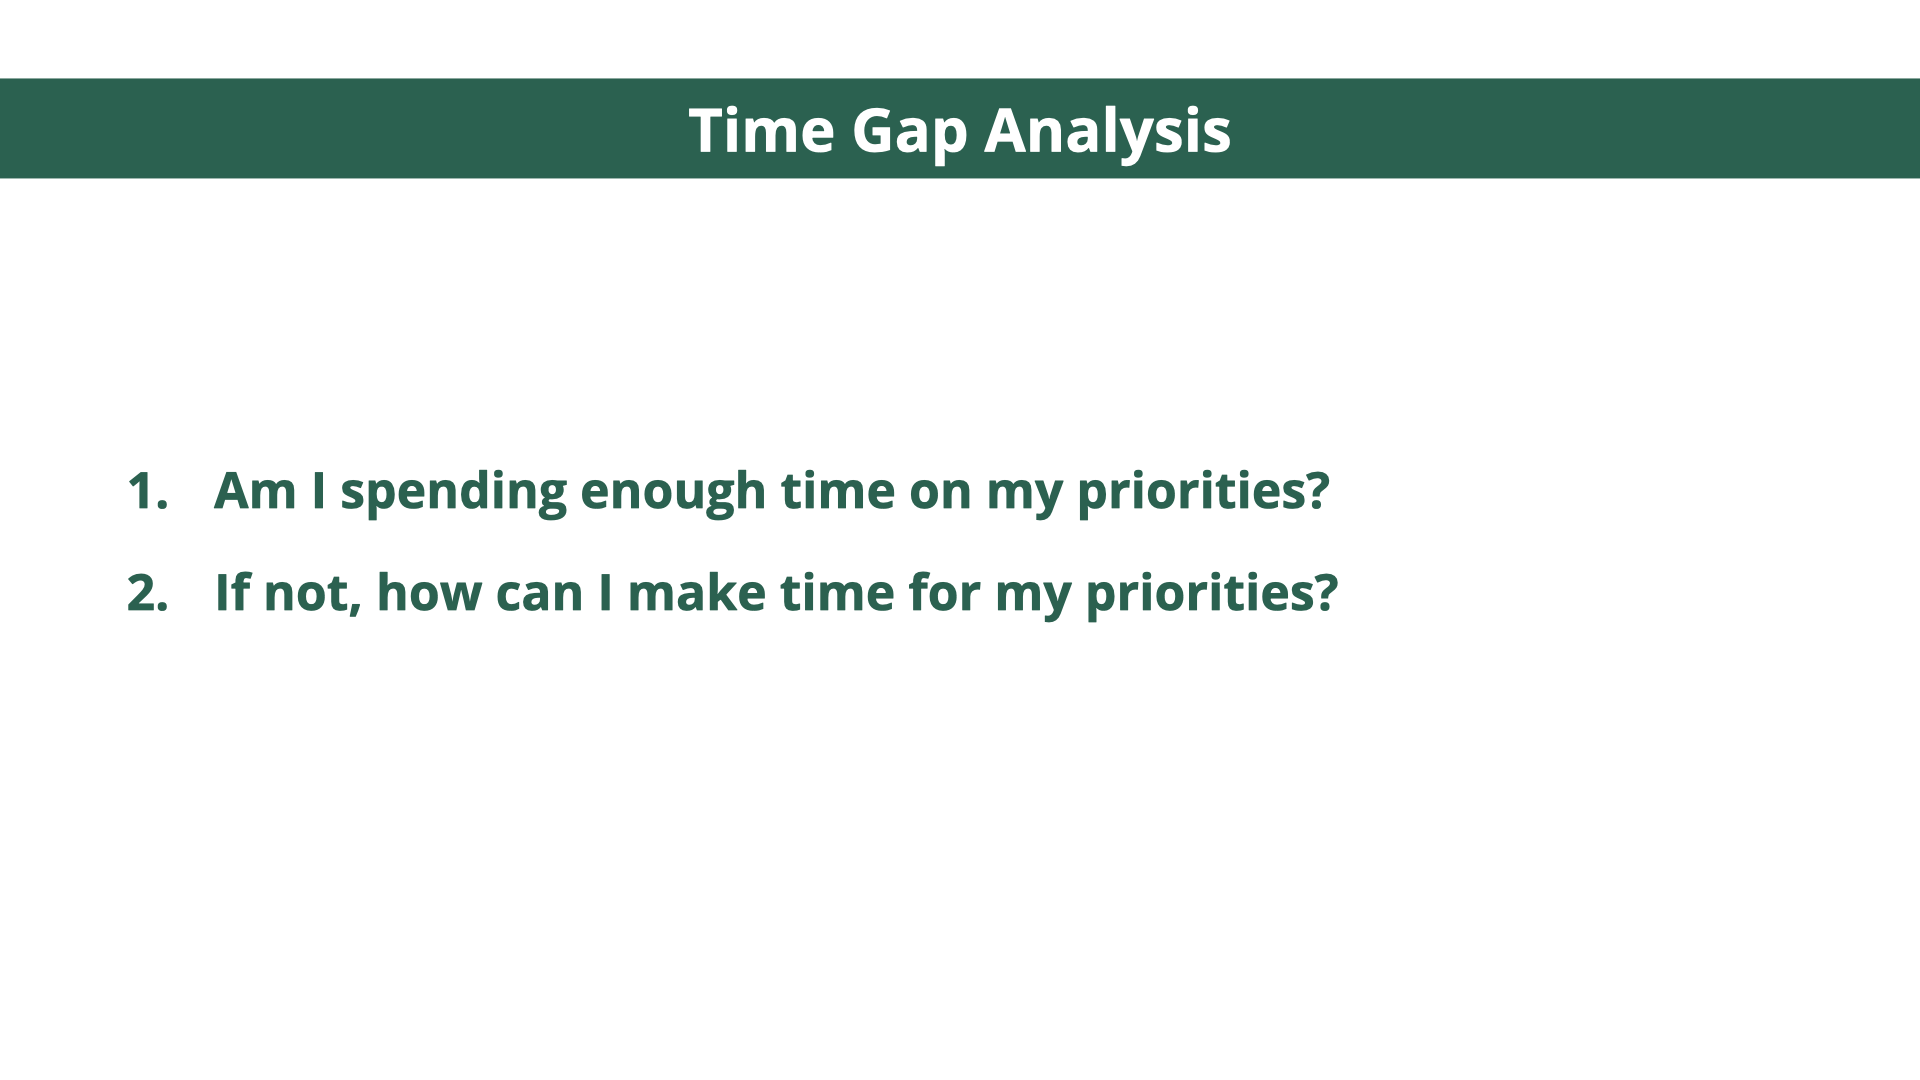 Time Gap Analysis
1. Am I spending enough time on my priorities?
2. If not, how can I make time for my priorities?